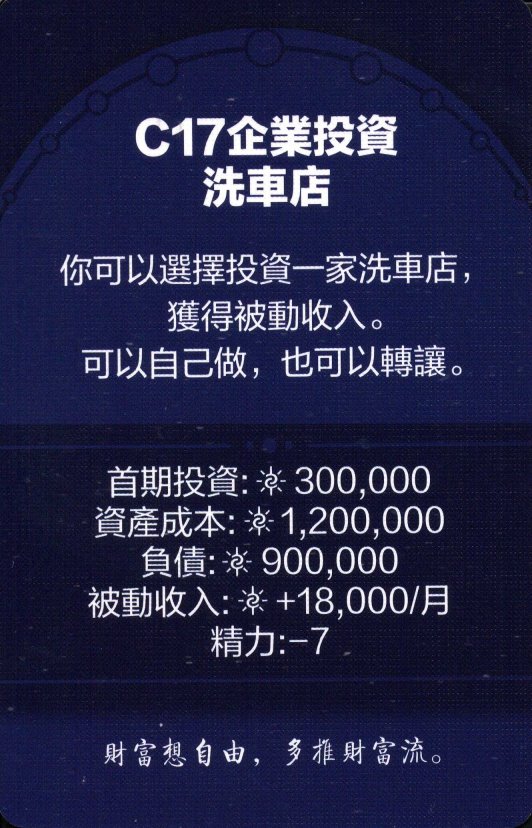 C17企業投資
洗車店
你可以選擇投資一家洗車店，
獲得被動收入。
可以自己做，也可以轉讓。
首期投資: 300,000
資產成本: 1,200,000
負債: 900,000
被動收入: +18,000/月
精力:−7
財富想自由，多推財富流。